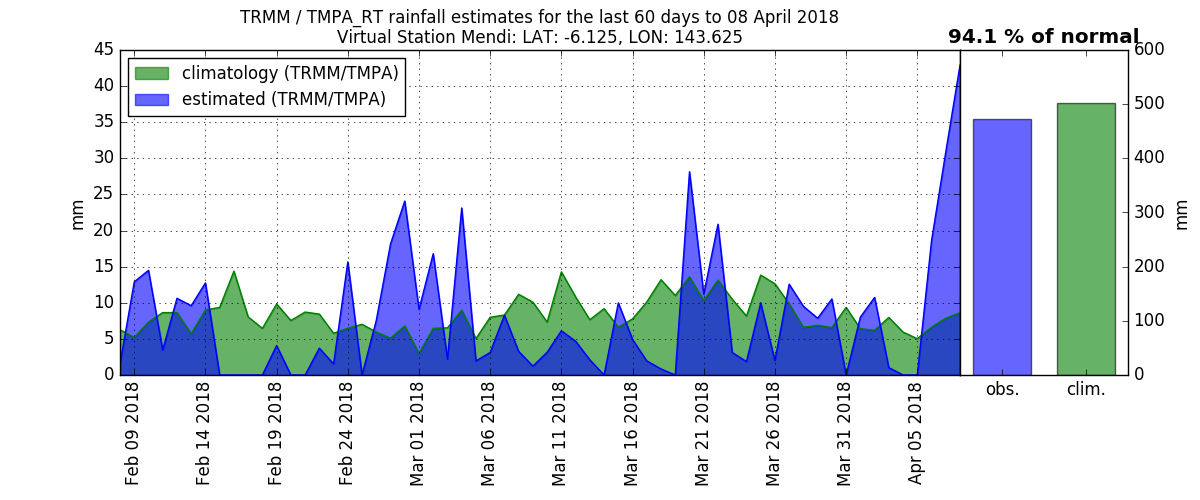 TRMM / TMPA_RT rainfall estimates for the last 60 days to 08 April 2018
Virtual Station Mendi: LAT: -6.125, LON: 143.625
94.1 % of normal
climatology (TRMM/TMPA)
estimated (TRMM/TMPA)
45
40
35
30
25
20
15
10
5
0
mm
600
500
400
300
200
100
0
mm
Feb 09 2018
Feb 14 2018
Feb 19 2018
Feb 24 2018
Mar 01 2018
Mar 06 2018
Mar 11 2018
Mar 16 2018
Mar 21 2018
Mar 26 2018
Mar 31 2018
Apr 05 2018
obs.
clim.